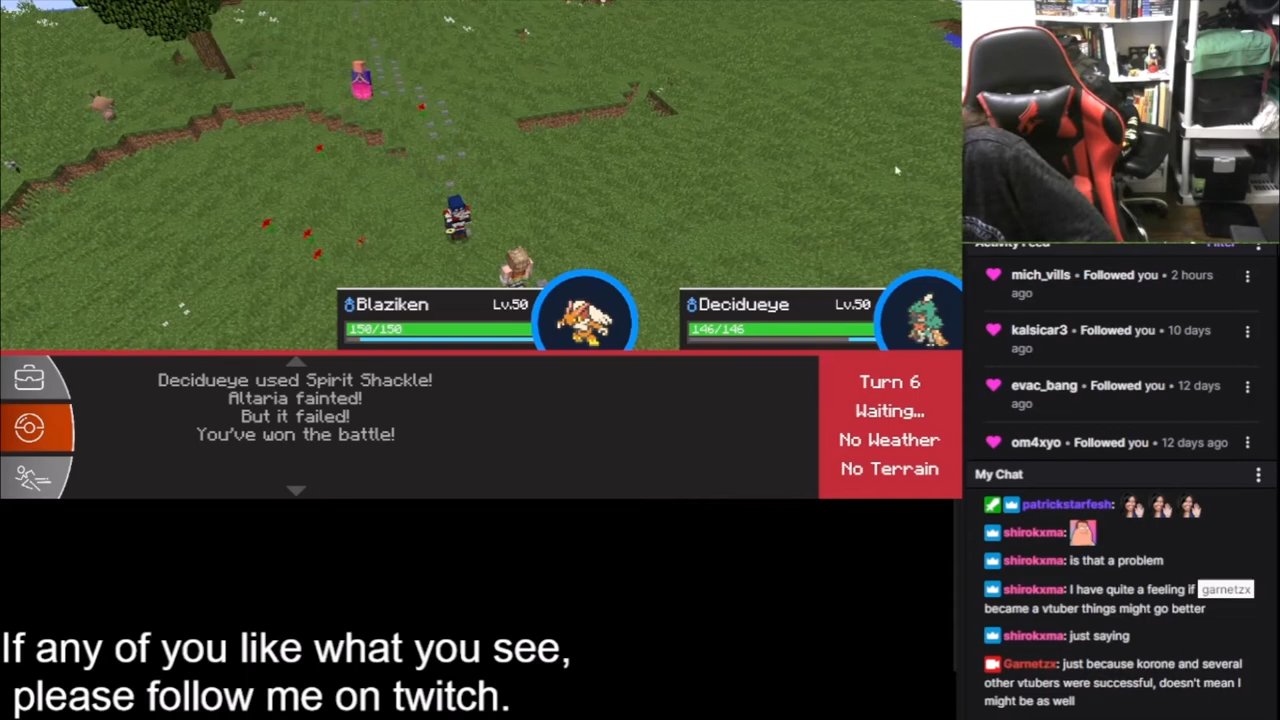 Blaziken Lv.50
150/150
Decidueye Lv.50
146/146
Decidueye used Spirit Shackle!
Altaria fainted!
But it failed!
You've won the battle!
Turn 6
Waiting...
No Weather
No Terrain
If any of you like what you see,
please follow me on twitch.
Activity Feed Filter
mich_vills • Followed you • 2 hours
ago
kalsicar3 • Followed you • 10 days
ago
evac_bang • Followed you • 12 days
ago
om4xyo • Followed you • 12 days ago
My Chat
patrickstarfesh:
shirokxma:
shirokxma: is that a problem
shirokxma: I have quite a feeling if garnetzx
became a vtuber things might go better
shirokxma: just saying
Garnetzx: just because korone and several
other vtubers were successful, doesn't mean I
might be as well